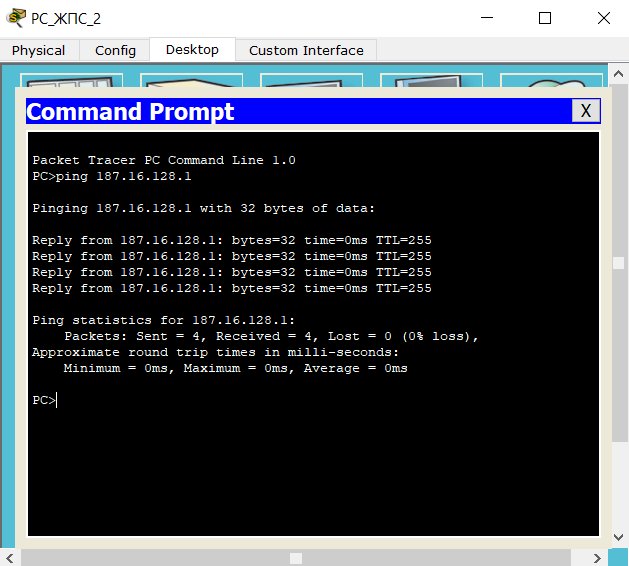 РС_ЖПС_2
Physical Config Desktop Custom Interface
Command Prompt X
Packet Tracer PC Command Line 1.0
PC>ping 187.16.128.1
Pinging 187.16.128.1 with 32 bytes of data:
Reply from 187.16.128.1: bytes=32 time=0ms TTL=255
Reply from 187.16.128.1: bytes=32 time=0ms TTL=255
Reply from 187.16.128.1: bytes=32 time=0ms TTL=255
Reply from 187.16.128.1: bytes=32 time=0ms TTL=255
Ping statistics for 187.16.128.1:
Packets: Sent = 4, Received = 4, Lost = 0 (0% loss),
Approximate round trip times in milli-seconds:
Minimum = 0ms, Maximum = 0ms, Average = 0ms
PC>